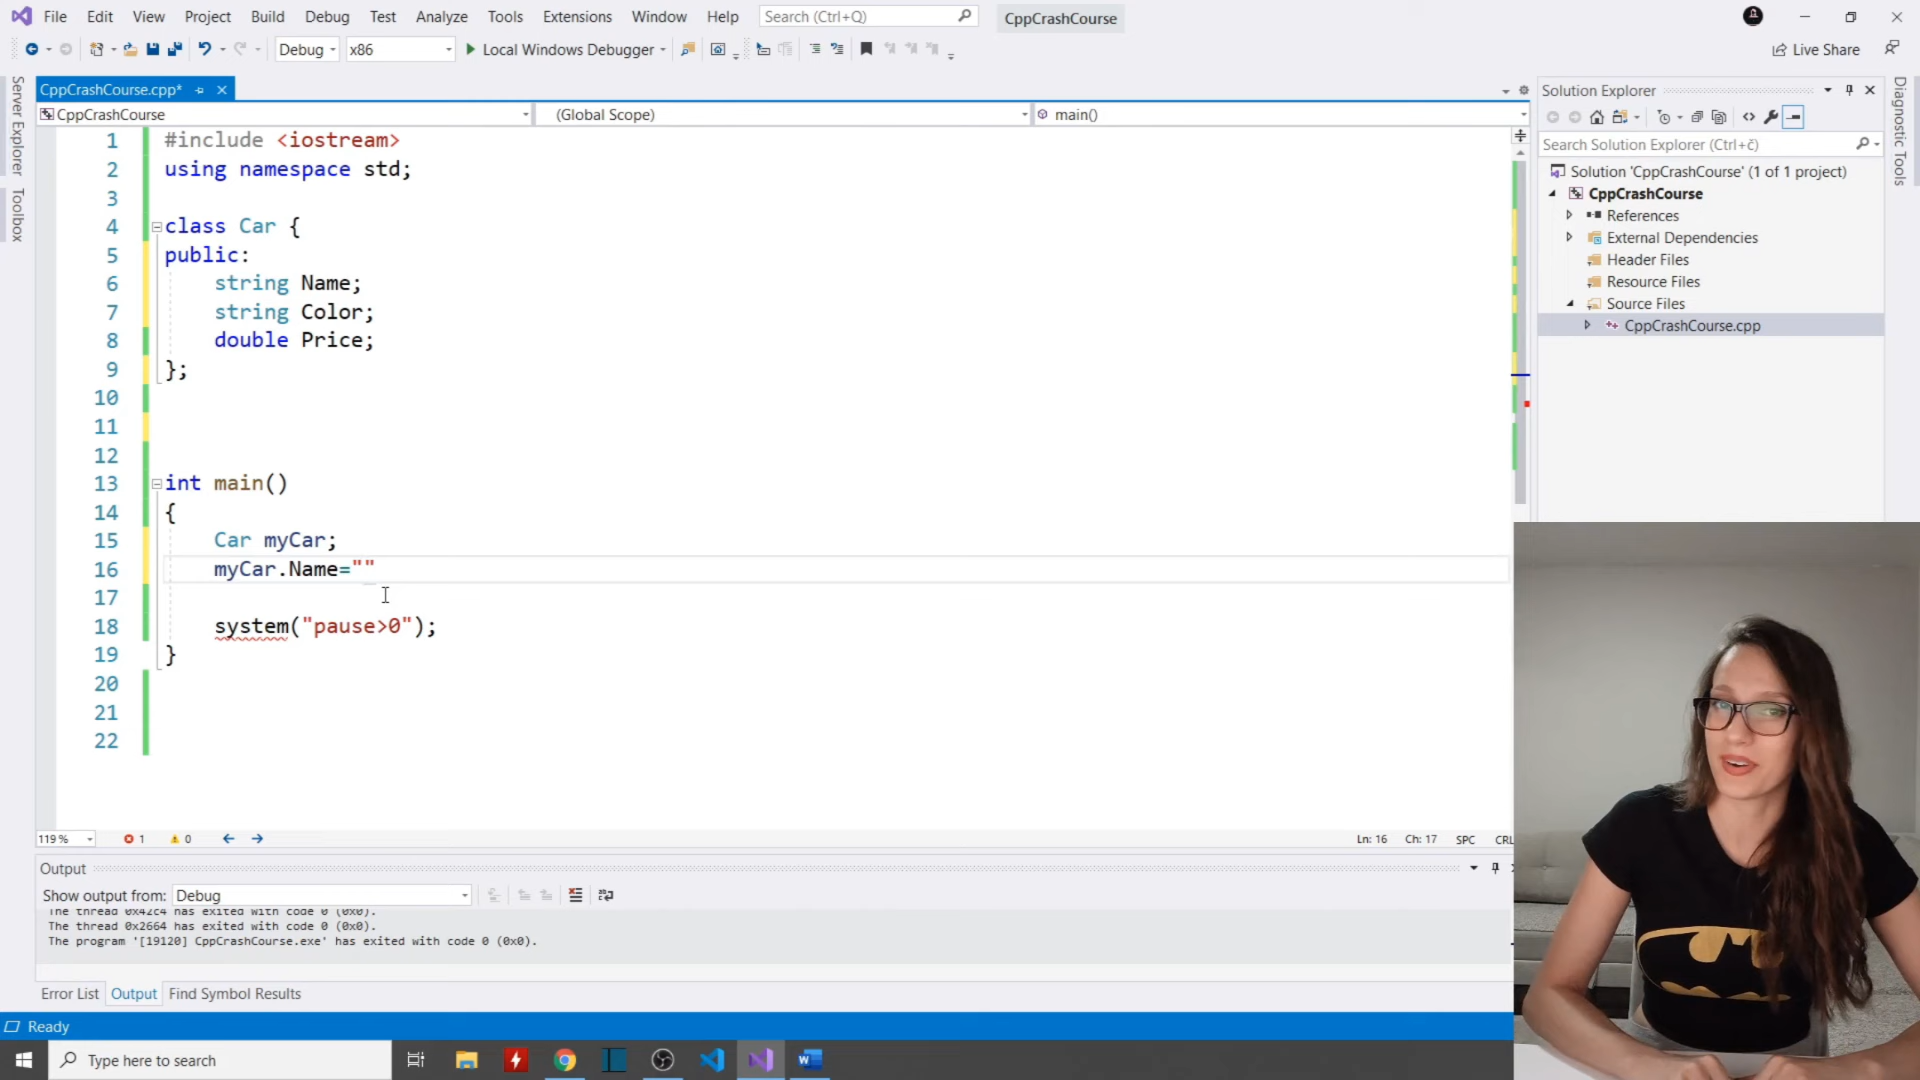 File Edit View Project Build Debug Test Analyze Tools Extensions Window Help Search (Ctrl+Q) CppCrashCourse
Debug x86 Local Windows Debugger Live Share
Server Explorer
Toolbox
CppCrashCourse.cpp*
CppCrashCourse (Global Scope) main()
1 #include <iostream>
2 using namespace std;
3
4 class Car {
5 public:
6 string Name;
7 string Color;
8 double Price;
9 };
10
11
12
13 int main()
14 {
15 Car myCar;
16 myCar.Name=""
17
18 system("pause>0");
19 }
20
21
22
119 % 1 0 Ln: 16 Ch: 17 SPC CRL
Output
Show output from: Debug
The thread 0x42c4 has exited with code 0 (0x0).
The thread 0x2664 has exited with code 0 (0x0).
The program '[19120] CppCrashCourse.exe' has exited with code 0 (0x0).
Error List Output Find Symbol Results
Ready
Type here to search
Solution Explorer
Search Solution Explorer (Ctrl+č)
Solution 'CppCrashCourse' (1 of 1 project)
CppCrashCourse
References
External Dependencies
Header Files
Resource Files
Source Files
CppCrashCourse.cpp
Diagnostic Tools